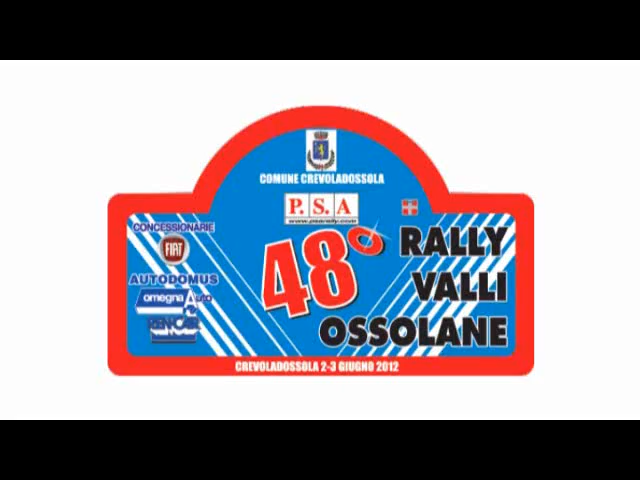 COMUNE CREVOLADOSSOLA
P.S.A
www.psarally.com
CONCESSIONARIE
FIAT
AUTODOMUS
omegna Auto
RENCAR
48°
RALLY
VALLI
OSSOLANE
CREVOLADOSSOLA 2-3 GIUGNO 2012